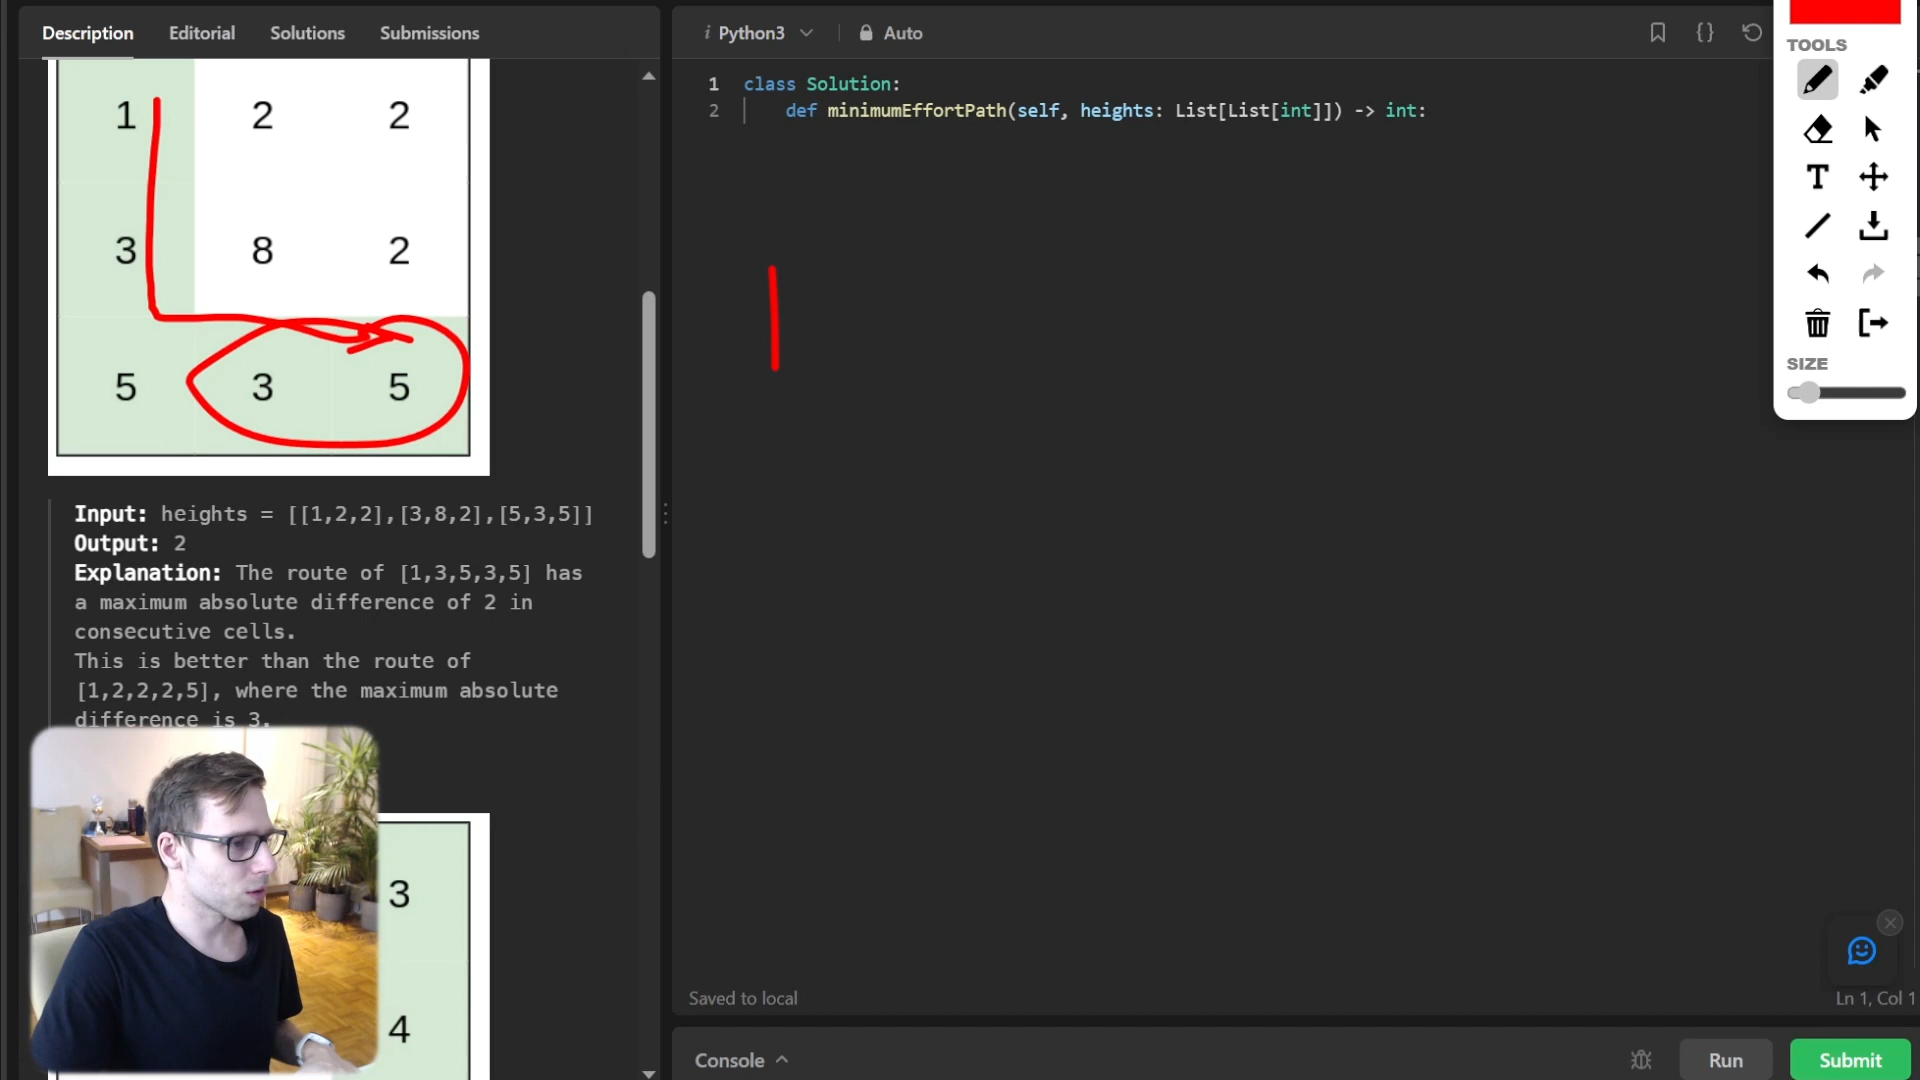 Description Editorial Solutions Submissions
1 2 2
3 8 2
5 3 5
Input: heights = [[1,2,2],[3,8,2],[5,3,5]]
Output: 2
Explanation: The route of [1,3,5,3,5] has
a maximum absolute difference of 2 in
consecutive cells.
This is better than the route of
[1,2,2,2,5], where the maximum absolute
difference is 3.
3
4
i Python3 Auto
{}
1 class Solution:
2 def minimumEffortPath(self, heights: List[List[int]]) -> int:
Saved to local
Ln 1, Col 1
Console
Run Submit
TOOLS
T
SIZE